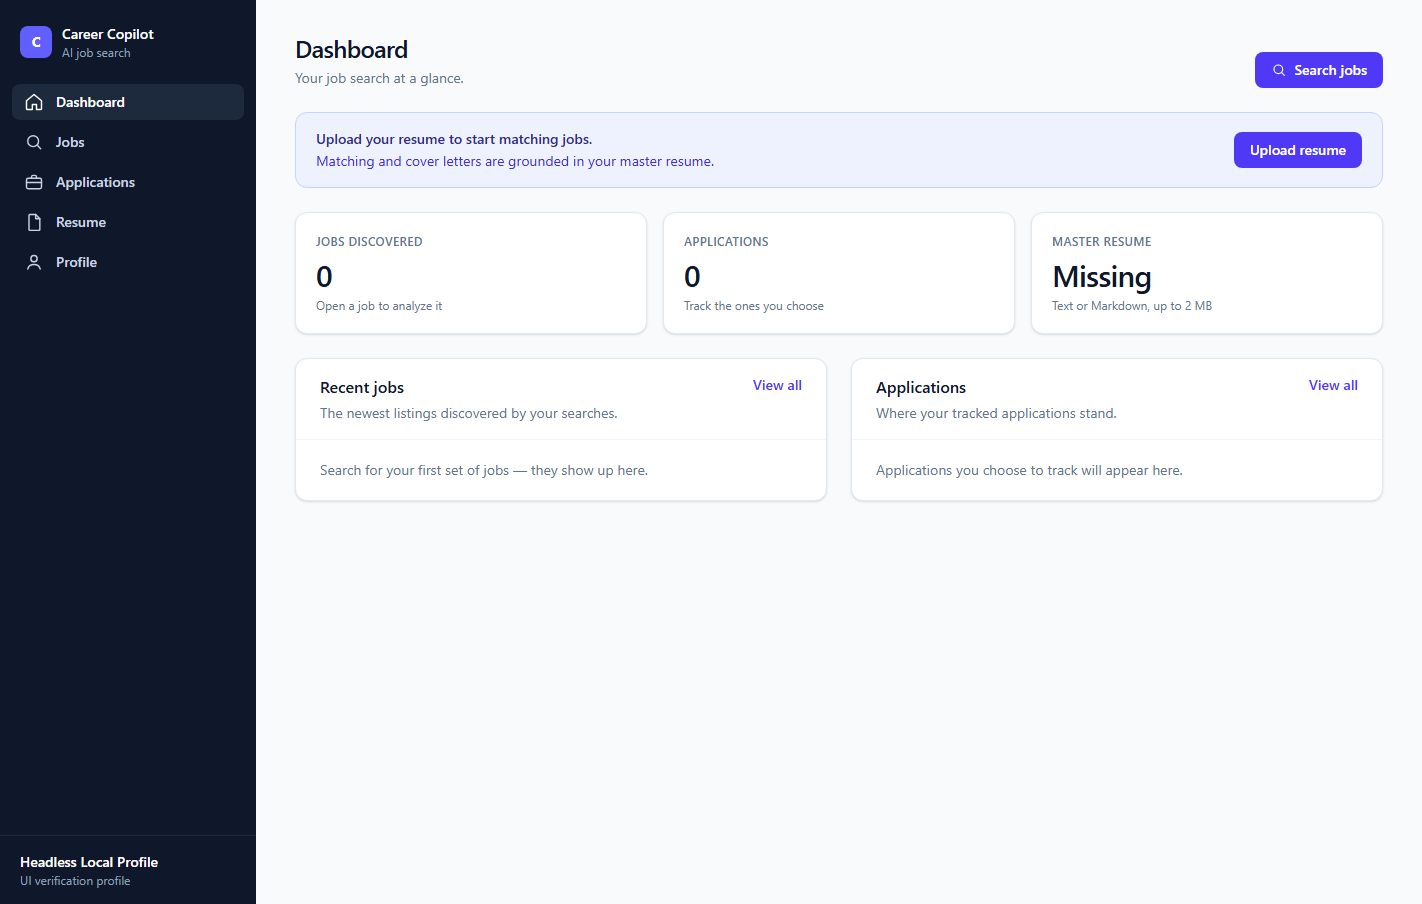 C
Career Copilot
AI job search
Dashboard
Jobs
Applications
Resume
Profile
Headless Local Profile
UI verification profile
Dashboard
Your job search at a glance.
Search jobs
Upload your resume to start matching jobs.
Matching and cover letters are grounded in your master resume.
Upload resume
JOBS DISCOVERED
0
Open a job to analyze it
APPLICATIONS
0
Track the ones you choose
MASTER RESUME
Missing
Text or Markdown, up to 2 MB
Recent jobs
View all
The newest listings discovered by your searches.
Search for your first set of jobs — they show up here.
Applications
View all
Where your tracked applications stand.
Applications you choose to track will appear here.